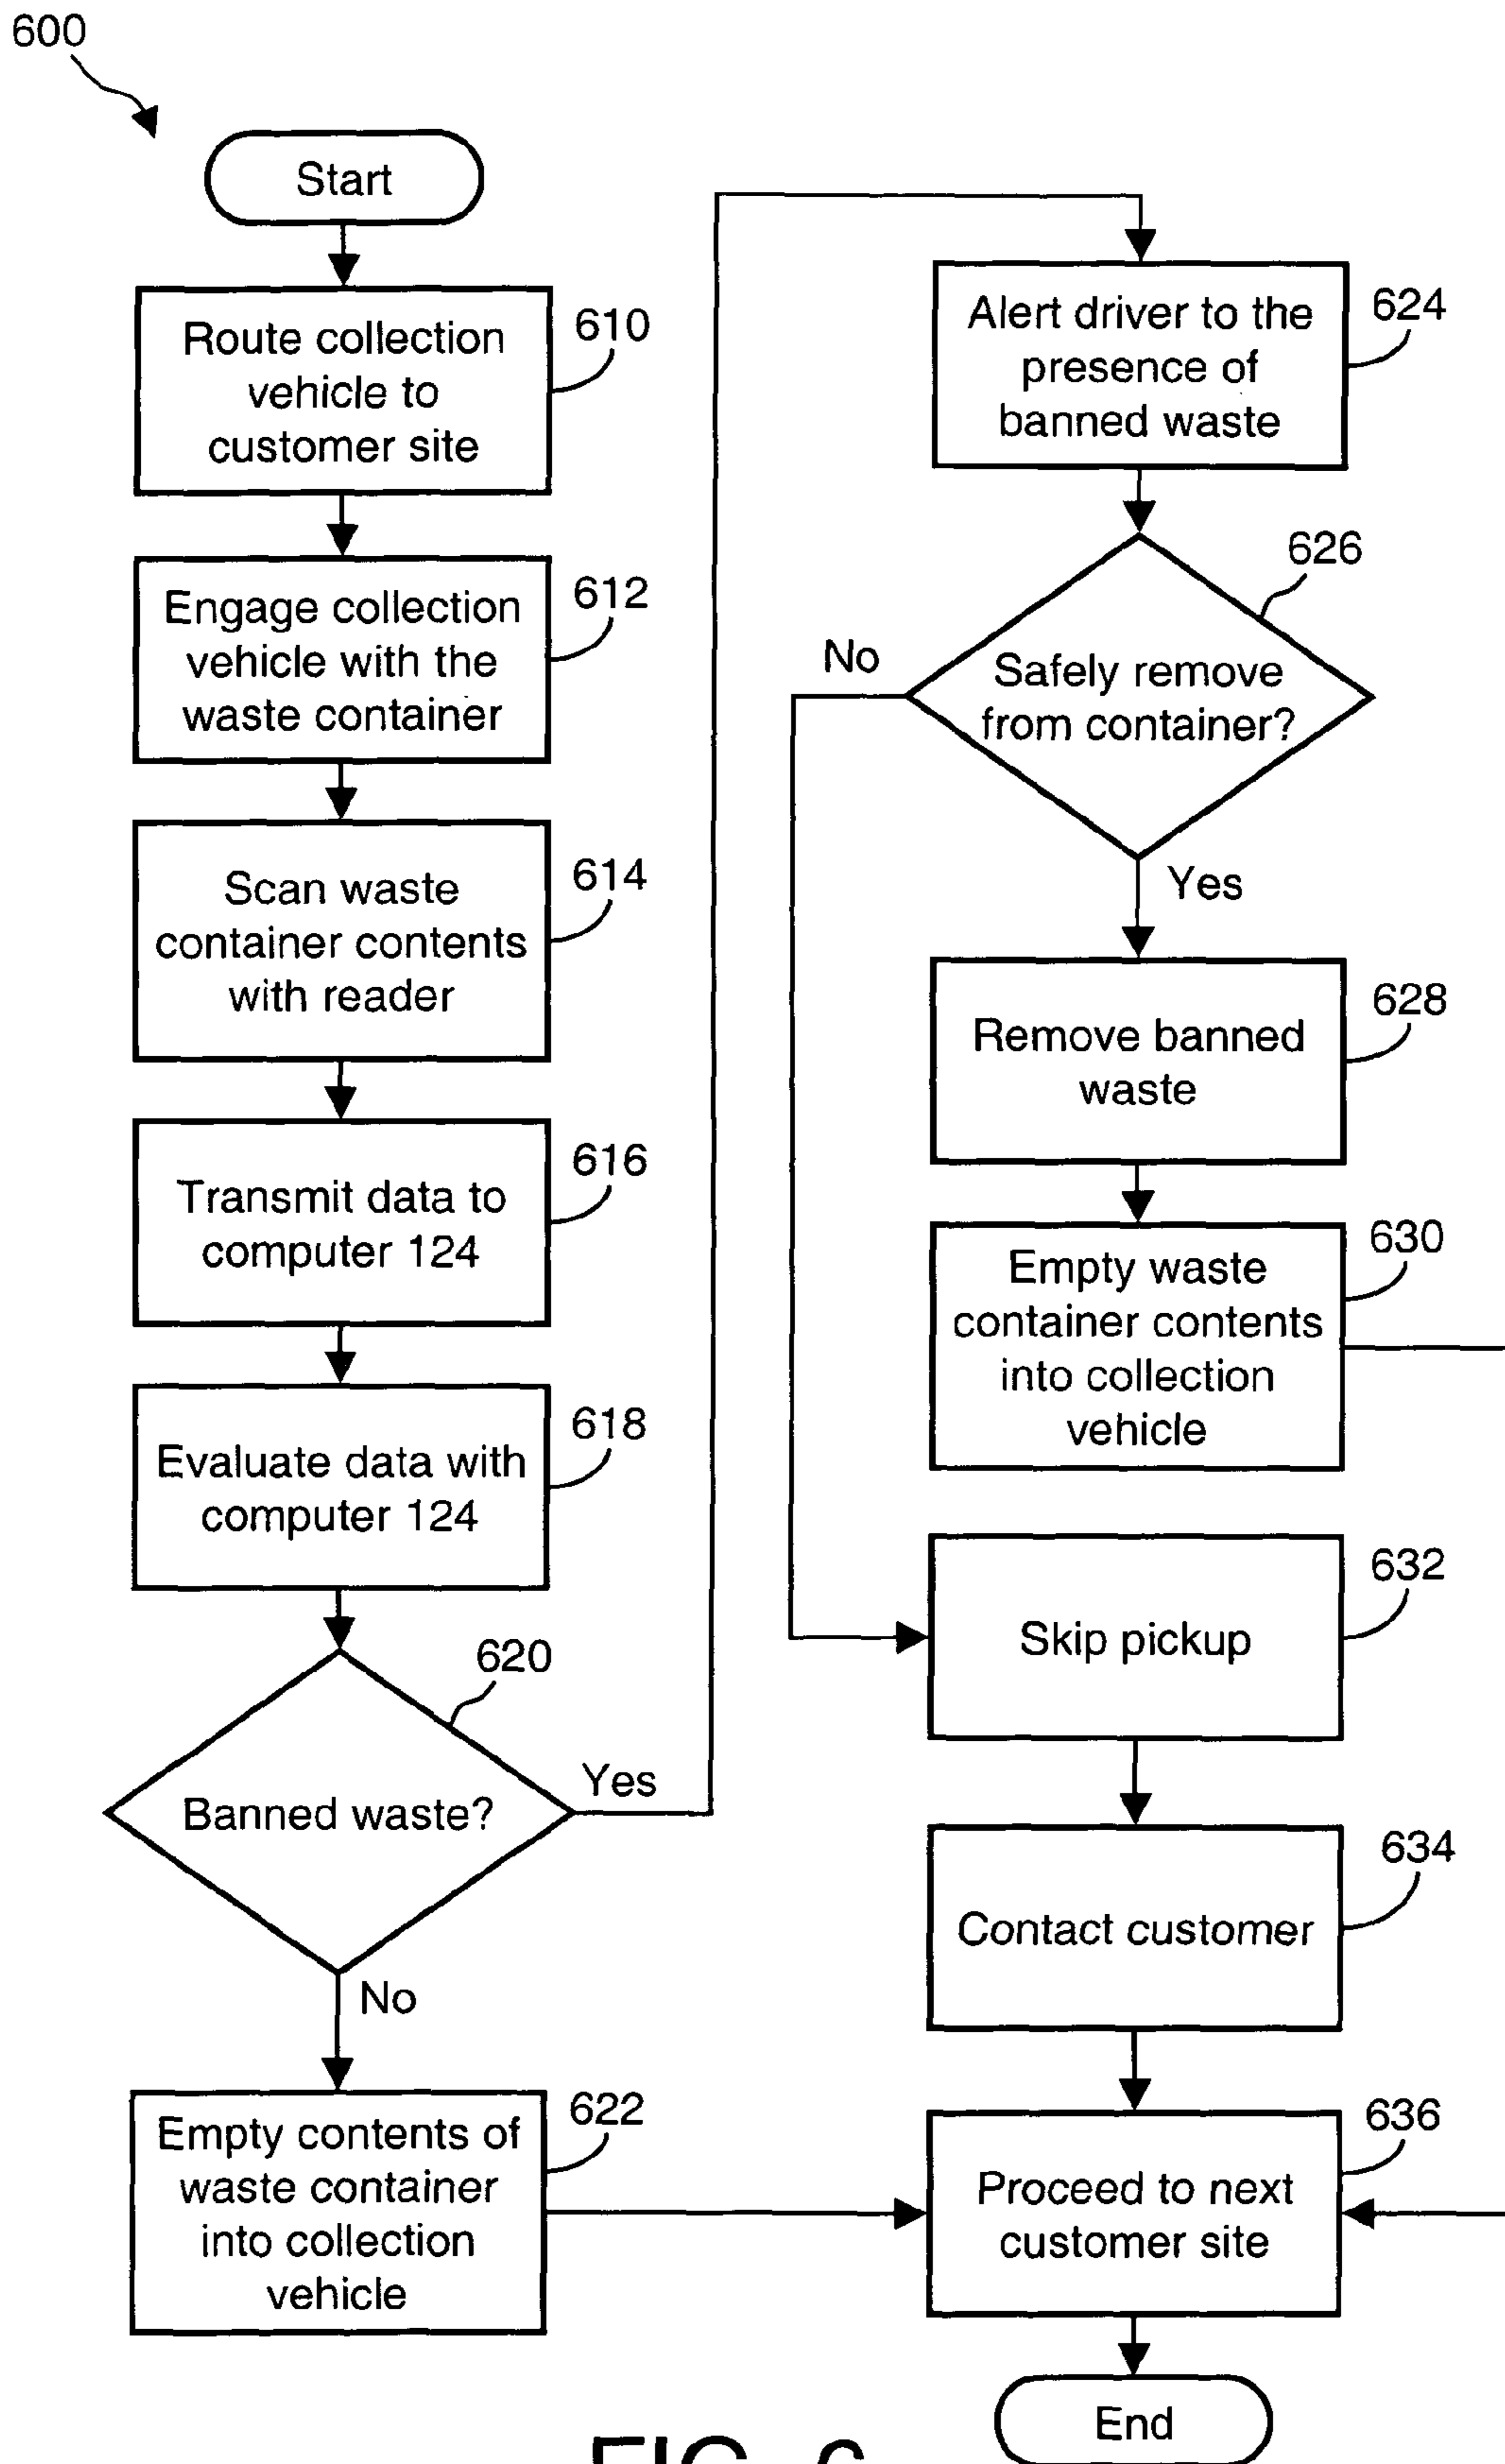 600
Start
Route collection
vehicle to
customer site
610
Engage collection
vehicle with the
waste container
612
Scan waste
container contents
with reader
614
Transmit data to
computer 124
616
Evaluate data with
computer 124
618
Banned waste?
620
Yes
No
Empty contents of
waste container
into collection
vehicle
622
Alert driver to the
presence of
banned waste
624
Safely remove
from container?
626
No
Yes
Remove banned
waste
628
Empty waste
container contents
into collection
vehicle
630
Skip pickup
632
Contact customer
634
Proceed to next
customer site
636
End
FIG. 6